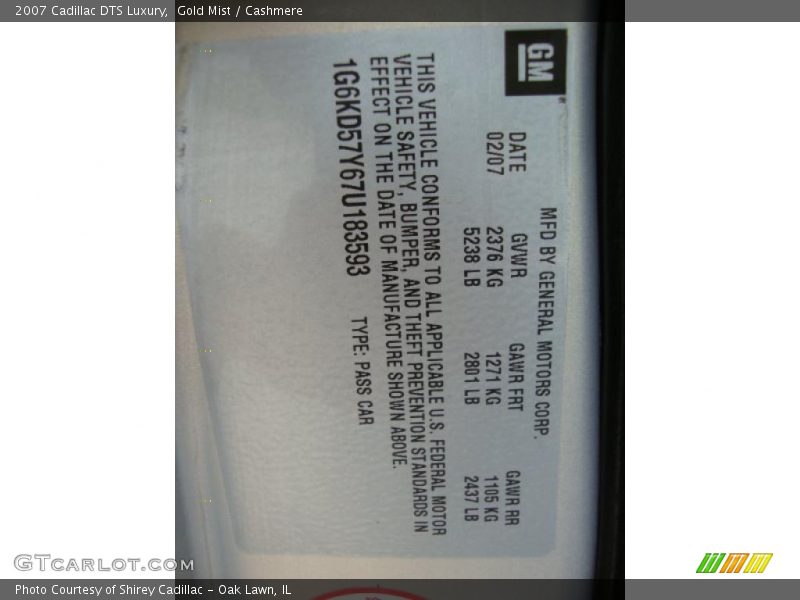 2007 Cadillac DTS Luxury, Gold Mist / Cashmere
GM
MFD BY GENERAL MOTORS CORP.
DATE GVWR GAWR FRT GAWR RR
02/07 2376 KG 1271 KG 1105 KG
5238 LB 2801 LB 2437 LB
THIS VEHICLE CONFORMS TO ALL APPLICABLE U.S. FEDERAL MOTOR
VEHICLE SAFETY, BUMPER, AND THEFT PREVENTION STANDARDS IN
EFFECT ON THE DATE OF MANUFACTURE SHOWN ABOVE.
1G6KD57Y67U183593 TYPE: PASS CAR
GTCARLOT.COM
Photo Courtesy of Shirey Cadillac - Oak Lawn, IL